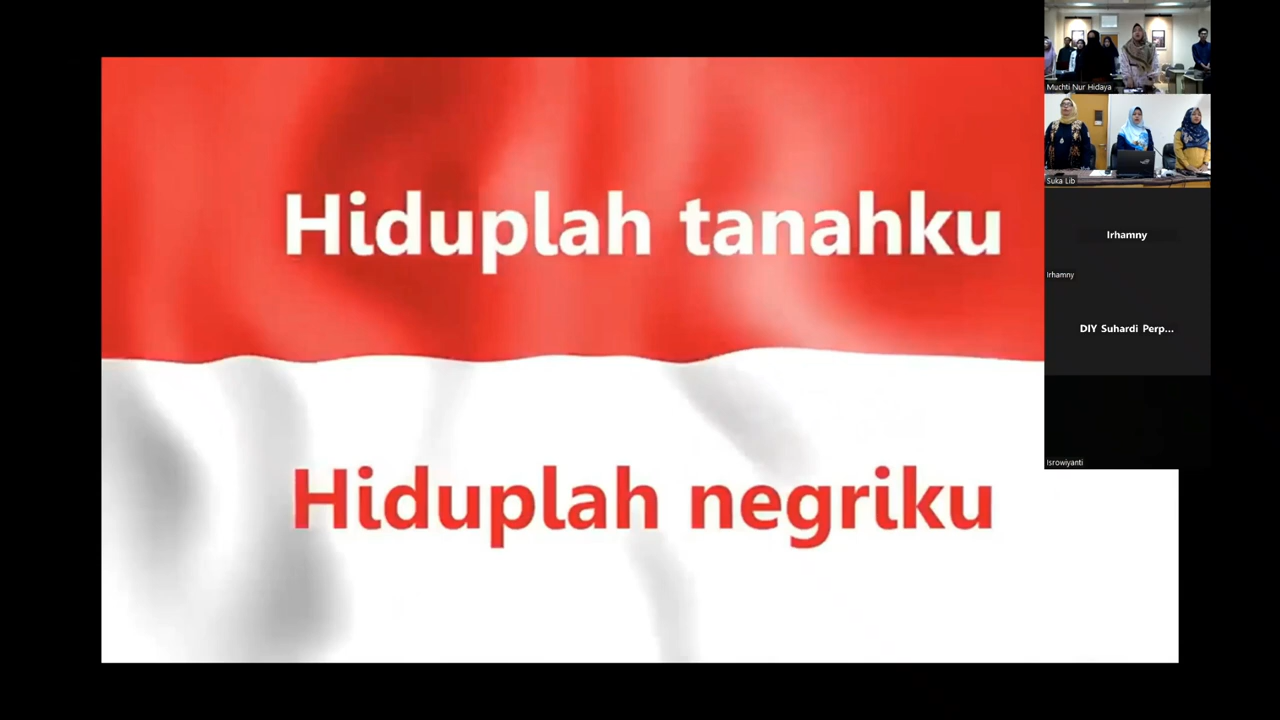 Hiduplah tanahku
Hiduplah negriku
Muchti Nur Hidaya
Suka Lib
Irhamny
Irhamny
DIY Suhardi Perp...
Isrowiyanti